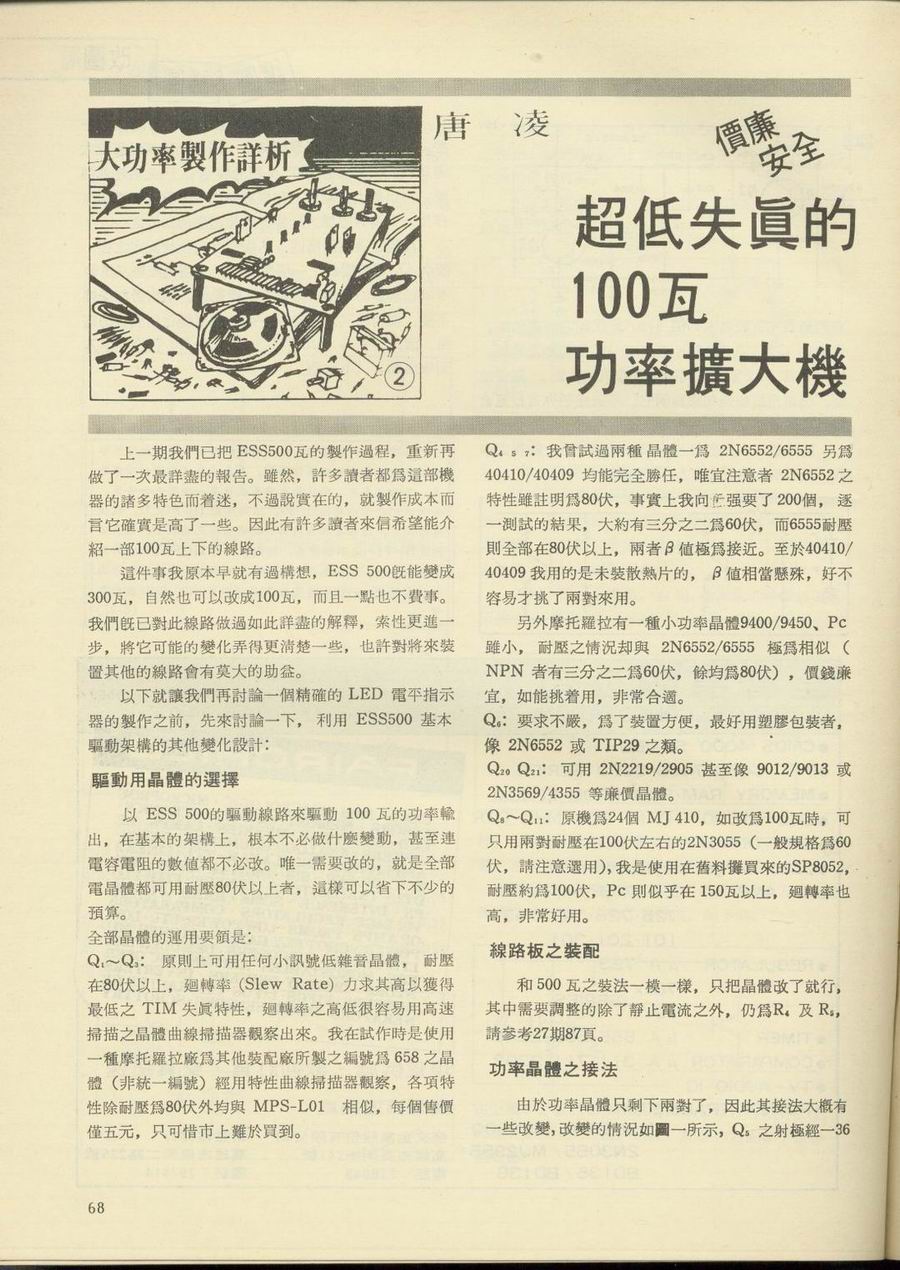 大功率製作詳析
②
唐　凌
價廉
安全
超低失眞的
100瓦
功率擴大機
上一期我們已把 ESS500瓦的製作過程，重新再
做了一次最詳盡的報告。雖然，許多讀者都爲這部機
器的諸多特色而着迷，不過說實在的，就製作成本而
言它確實是高了一些。因此有許多讀者來信希望能介
紹一部100瓦上下的線路。
這件事我原本早就有過構想，ESS 500旣能變成
300瓦，自然也可以改成100瓦，而且一點也不費事。
我們旣已對此線路做過如此詳盡的解釋，索性更進一
步，將它可能的變化弄得更淸楚一些，也許對將來裝
置其他的線路會有莫大的助益。
以下就讓我們再討論一個精確的 LED 電平指示
器的製作之前，先來討論一下，利用 ESS500 基本
驅動架構的其他變化設計：
驅動用晶體的選擇
以 ESS 500的驅動線路來驅動 100 瓦的功率輸
出，在基本的架構上，根本不必做什麼變動，甚至連
電容電阻的數値都不必改。唯一需要改的，就是全部
電晶體都可用耐壓80伏以上者，這樣可以省下不少的
預算。
全部晶體的運用要領是：
Q₁～Q₃： 原則上可用任何小訊號低雜音晶體， 耐壓
在80伏以上，廻轉率 (Slew Rate) 力求其高以獲得
最低之 TIM 失眞特性，廻轉率之高低很容易用高速
掃描之晶體曲線掃描器觀察出來。我在試作時是使用
一種摩托羅拉廠爲其他裝配廠所製之編號爲 658 之晶
體（非統一編號）經用特性曲線掃描器觀察，各項特
性除耐壓爲80伏外均與 MPS-L01 相似，每個售價
僅五元，只可惜市上難於買到。
Q₄ ₅ ₇：我曾試過兩種晶體一爲 2N6552/6555 另爲
40410/40409 均能完全勝任，唯宜注意者 2N6552 之
特性雖註明爲80伏，事實上我向 强要了 200個， 逐
一測試的結果，大約有三分之二爲60伏，而6555耐壓
則全部在80伏以上，兩者β 値極爲接近。至於40410/
40409 我用的是未裝散熱片的， β 値相當懸殊，好不
容易才挑了兩對來用。
另外摩托羅拉有一種小功率晶體9400/9450、Pc
雖小， 耐壓之情況却與 2N6552/6555 極爲相似（
NPN 者有三分之二爲60伏，餘均爲80伏），價錢廉
宜，如能挑着用，非常合適。
Q₆：要求不嚴，爲了裝置方便，最好用塑膠包裝者，
像 2N6552 或 TIP29 之類。
Q₂₀ Q₂₁： 可用 2N2219/2905 甚至像 9012/9013 或
2N3569/4355 等廉價晶體。
Q₈～Q₁₁： 原機爲24個 MJ 410，如改爲100瓦時，可
只用兩對耐壓在100伏左右的2N3055（一般規格爲60
伏，請注意選用），我是使用在舊料攤買來的SP8052，
耐壓約爲100伏，Pc 則似乎在 150瓦以上，廻轉率也
高，非常好用。
線路板之裝配
和 500 瓦之裝法一模一樣，只把晶體改了就行，
其中需要調整的除了靜止電流之外，仍爲R₄ 及 R₅，
請參考27期87頁。
功率晶體之接法
由於功率晶體只剩下兩對了，因此其接法大概有
一些改變，改變的情況如圖一所示，Q₅ 之射極經一36
68